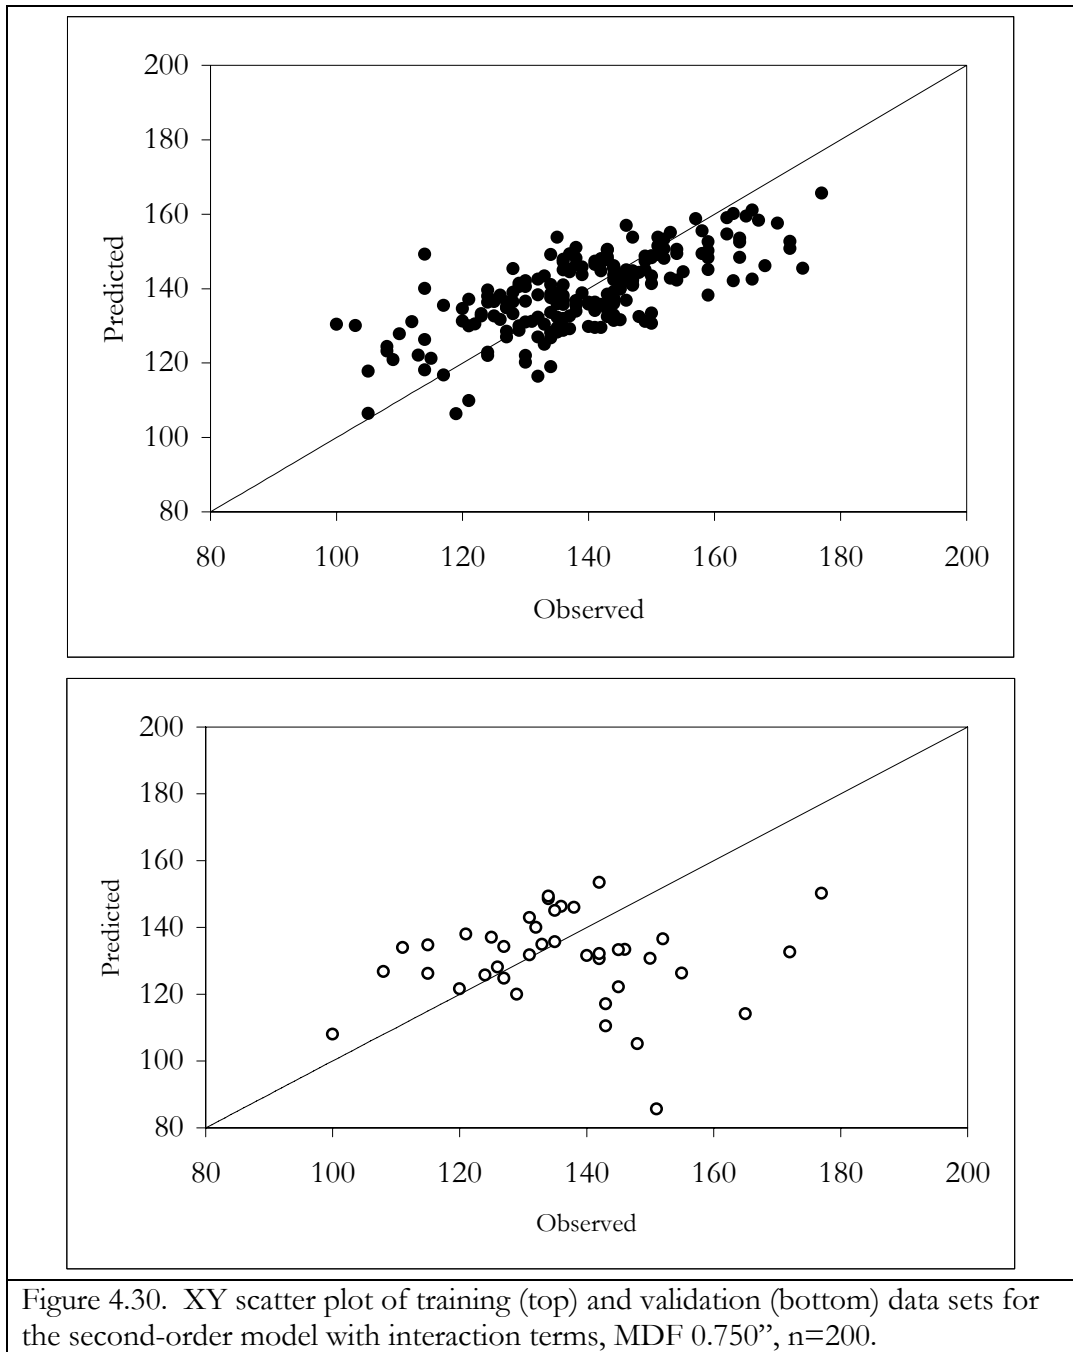 200
180
160
140
120
100
80
Predicted
80 100 120 140 160 180 200
Observed
200
180
160
140
120
100
80
Predicted
80 100 120 140 160 180 200
Observed
Figure 4.30.  XY scatter plot of training (top) and validation (bottom) data sets for
the second-order model with interaction terms, MDF 0.750”, n=200.